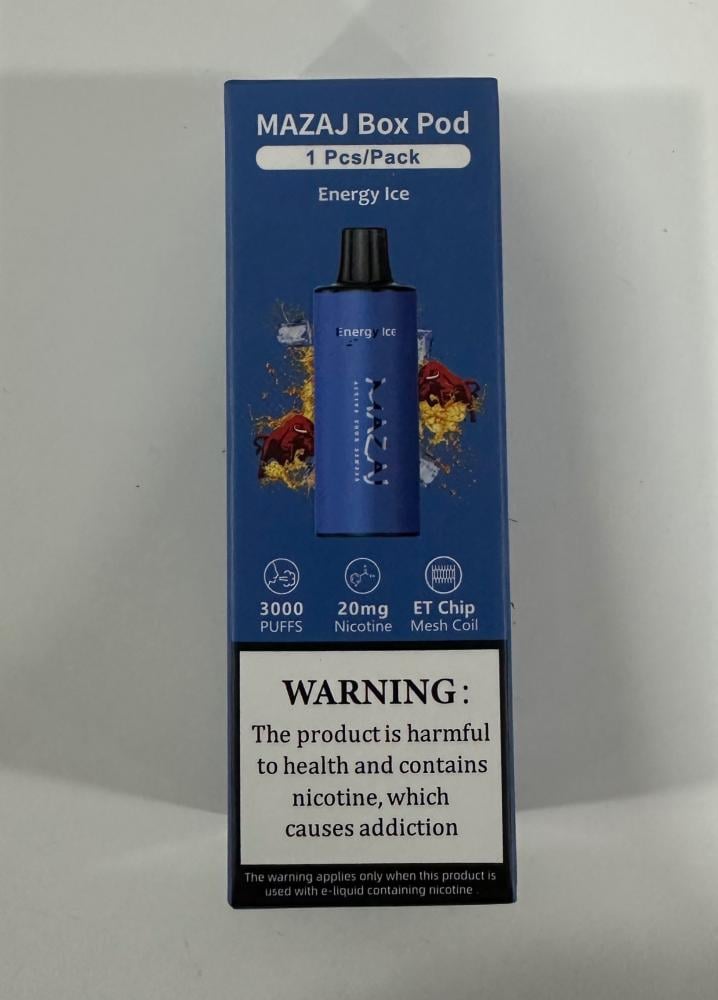 MAZAJ Box Pod
1 Pcs/Pack
Energy Ice
Energy Ice
MAZAJ
3000
PUFFS
20mg
Nicotine
ET Chip
Mesh Coil
WARNING:
The product is harmful
to health and contains
nicotine, which
causes addiction
The warning applies only when this product is
used with e-liquid containing nicotine .